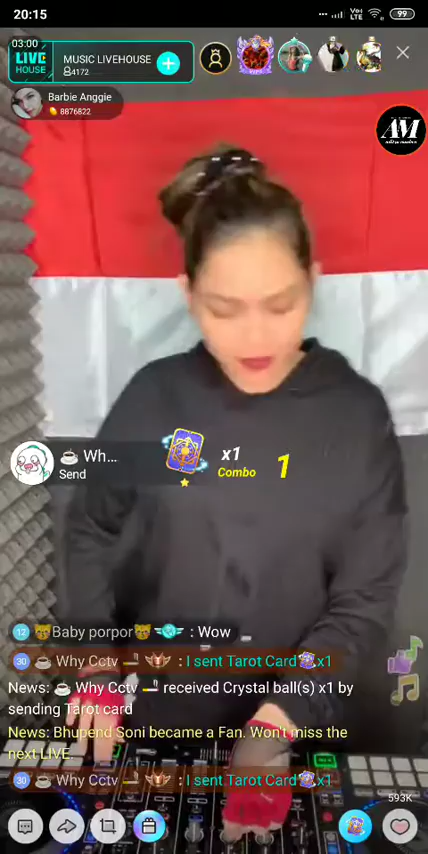 20:15
Vo) LTE
99
03:00
LIVE HOUSE
MUSIC LIVEHOUSE
4172
Barbie Anggie
8876822
AM
Wh...
Send
x1
Combo
1
12 Baby porpor : Wow
30 Why Cctv : I sent Tarot Card x1
News: Why Cctv received Crystal ball(s) x1 by
sending Tarot card
News: Bhupend Soni became a Fan. Won't miss the
next LIVE.
30 Why Cctv : I sent Tarot Card x1
593K